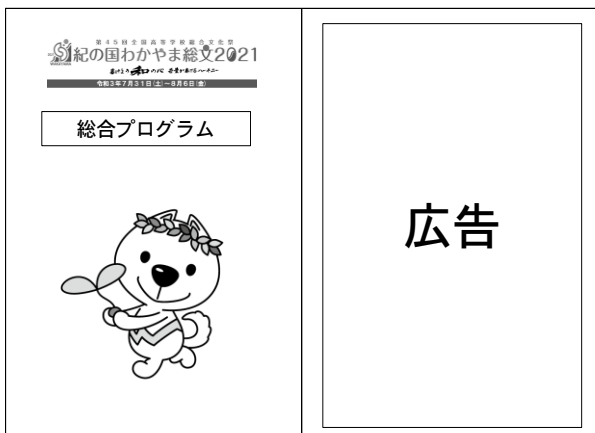 第45回全国高等学校総合文化祭
紀の国わかやま総文2021
令和3年7月31日(土)～8月6日(金)
総合プログラム
広告